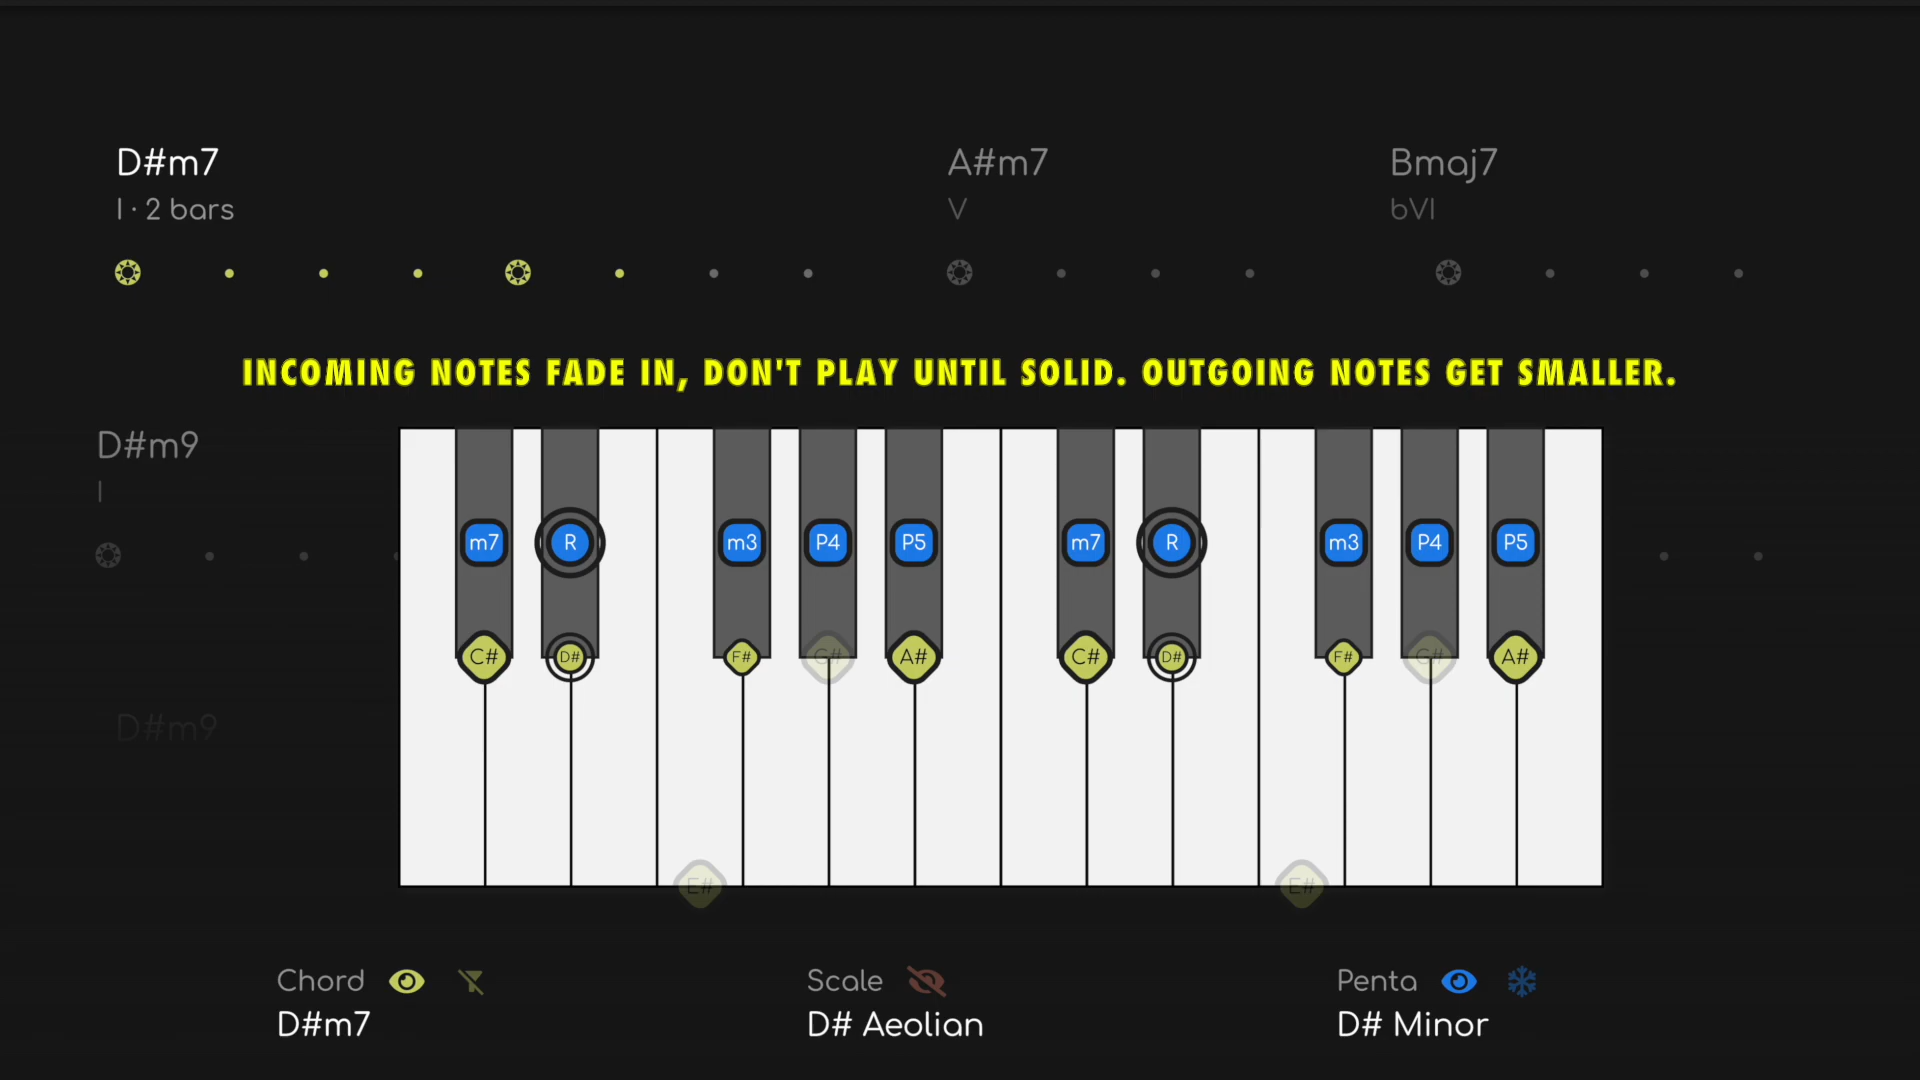 D#m7 A#m7 Bmaj7
I · 2 bars V bVI
INCOMING NOTES FADE IN, DON'T PLAY UNTIL SOLID. OUTGOING NOTES GET SMALLER.
D#m9
I
m7 R m3 P4 P5 m7 R m3 P4 P5
C# D# F# G# A# C# D# F# G# A#
D#m9
E# E#
Chord Scale Penta
D#m7 D# Aeolian D# Minor